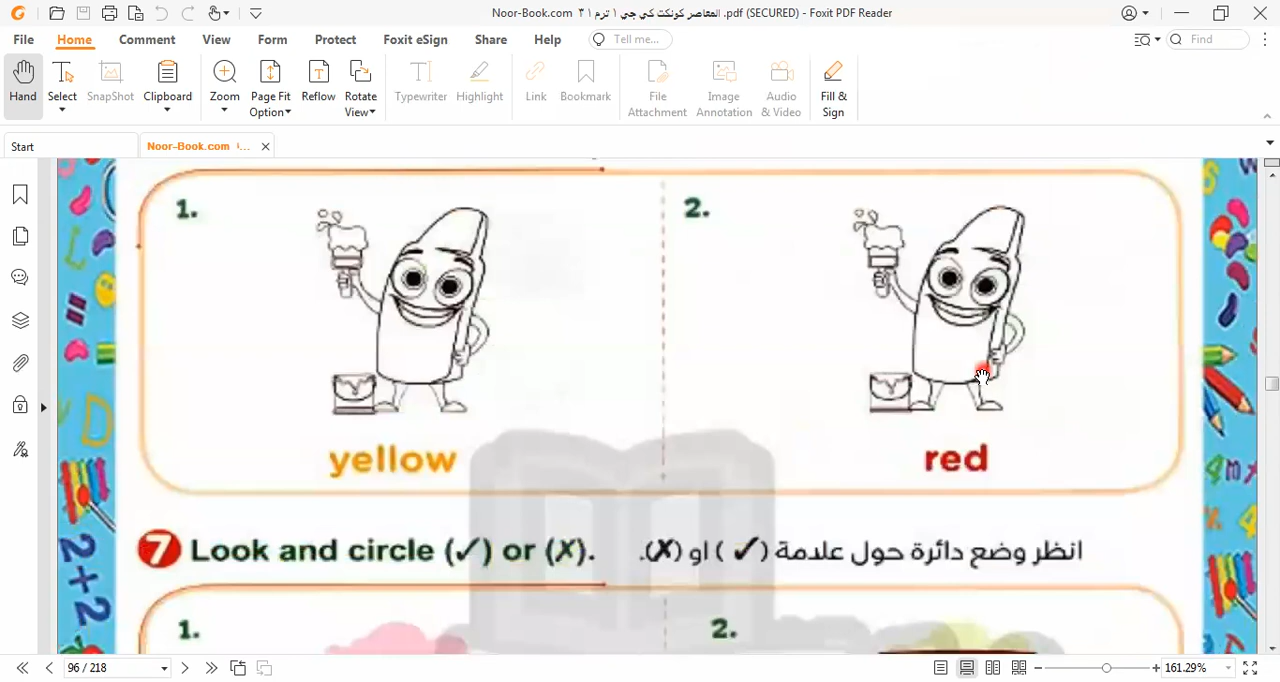 Noor-Book.com المعاصر كونكت كي جي ١ ترم ١ ٣ .pdf (SECURED) - Foxit PDF Reader
File Home Comment View Form Protect Foxit eSign Share Help Tell me... Find
Hand Select SnapShot Clipboard Zoom Page Fit Option Reflow Rotate View Typewriter Highlight Link Bookmark File Attachment Image Annotation Audio & Video Fill & Sign
Start Noor-Book.com ...
1. 2.
yellow red
7 Look and circle (✓) or (✗). انظر وضع دائرة حول علامة (✓) او (✗).
1. 2.
96 / 218 161.29%